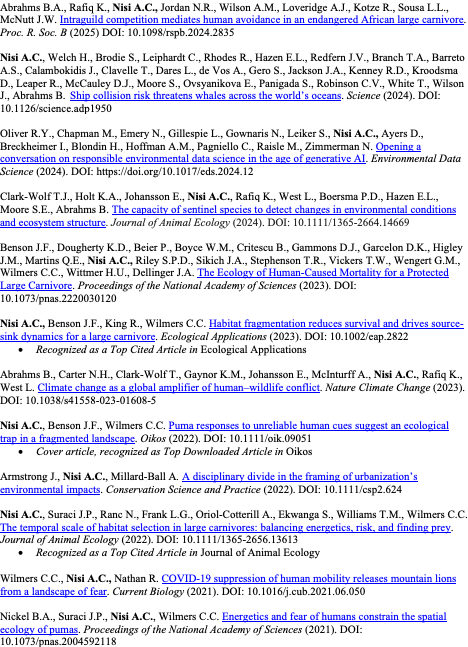 Abrahms B.A., Rafiq K., Nisi A.C., Jordan N.R., Wilson A.M., Loveridge A.J., Kotze R., Sousa L.L.,
McNutt J.W. Intraguild competition mediates human avoidance in an endangered African large carnivore.
Proc. R. Soc. B (2025) DOI: 10.1098/rspb.2024.2835
Nisi A.C., Welch H., Brodie S., Leiphardt C., Rhodes R., Hazen E.L., Redfern J.V., Branch T.A., Barreto
A.S., Calambokidis J., Clavelle T., Dares L., de Vos A., Gero S., Jackson J.A., Kenney R.D., Kroodsma
D., Leaper R., McCauley D.J., Moore S., Ovsyanikova E., Panigada S., Robinson C.V., White T., Wilson
J., Abrahms B. Ship collision risk threatens whales across the world's oceans. Science (2024). DOI:
10.1126/science.adp1950
Oliver R.Y., Chapman M., Emery N., Gillespie L., Gownaris N., Leiker S., Nisi A.C., Ayers D.,
Breckheimer I., Blondin H., Hoffman A.M., Pagniello C., Raisle M., Zimmerman N. Opening a
conversation on responsible environmental data science in the age of generative AI. Environmental Data
Science (2024). DOI: https://doi.org/10.1017/eds.2024.12
Clark-Wolf T.J., Holt K.A., Johansson E., Nisi A.C., Rafiq K., West L., Boersma P.D., Hazen E.L.,
Moore S.E., Abrahms B. The capacity of sentinel species to detect changes in environmental conditions
and ecosystem structure. Journal of Animal Ecology (2024). DOI: 10.1111/1365-2664.14669
Benson J.F., Dougherty K.D., Beier P., Boyce W.M., Critescu B., Gammons D.J., Garcelon D.K., Higley
J.M., Martins Q.E., Nisi A.C., Riley S.P.D., Sikich J.A., Stephenson T.R., Vickers T.W., Wengert G.M.,
Wilmers C.C., Wittmer H.U., Dellinger J.A. The Ecology of Human-Caused Mortality for a Protected
Large Carnivore. Proceedings of the National Academy of Sciences (2023). DOI:
10.1073/pnas.2220030120
Nisi A.C., Benson J.F., King R., Wilmers C.C. Habitat fragmentation reduces survival and drives source-
sink dynamics for a large carnivore. Ecological Applications (2023). DOI: 10.1002/eap.2822
• Recognized as a Top Cited Article in Ecological Applications
Abrahms B., Carter N.H., Clark-Wolf T., Gaynor K.M., Johansson E., McInturff A., Nisi A.C., Rafiq K.,
West L. Climate change as a global amplifier of human–wildlife conflict. Nature Climate Change (2023).
DOI: 10.1038/s41558-023-01608-5
Nisi A.C., Benson J.F., Wilmers C.C. Puma responses to unreliable human cues suggest an ecological
trap in a fragmented landscape. Oikos (2022). DOI: 10.1111/oik.09051
• Cover article, recognized as Top Downloaded Article in Oikos
Armstrong J., Nisi A.C., Millard-Ball A. A disciplinary divide in the framing of urbanization's
environmental impacts. Conservation Science and Practice (2022). DOI: 10.1111/csp2.624
Nisi A.C., Suraci J.P., Ranc N., Frank L.G., Oriol-Cotterill A., Ekwanga S., Williams T.M., Wilmers C.C.
The temporal scale of habitat selection in large carnivores: balancing energetics, risk, and finding prey.
Journal of Animal Ecology (2022). DOI: 10.1111/1365-2656.13613
• Recognized as a Top Cited Article in Journal of Animal Ecology
Wilmers C.C., Nisi A.C., Nathan R. COVID-19 suppression of human mobility releases mountain lions
from a landscape of fear. Current Biology (2021). DOI: 10.1016/j.cub.2021.06.050
Nickel B.A., Suraci J.P., Nisi A.C., Wilmers C.C. Energetics and fear of humans constrain the spatial
ecology of pumas. Proceedings of the National Academy of Sciences (2021). DOI:
10.1073/pnas.2004592118